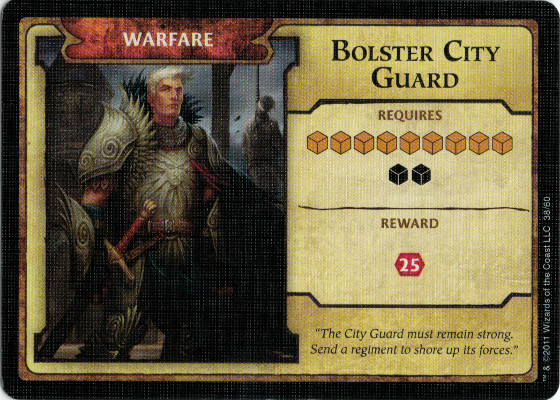 WARFARE
BOLSTER CITY
GUARD
REQUIRES
REWARD
25
"The City Guard must remain strong.
Send a regiment to shore up its forces."
™ & ©2011 Wizards of the Coast LLC 38/60